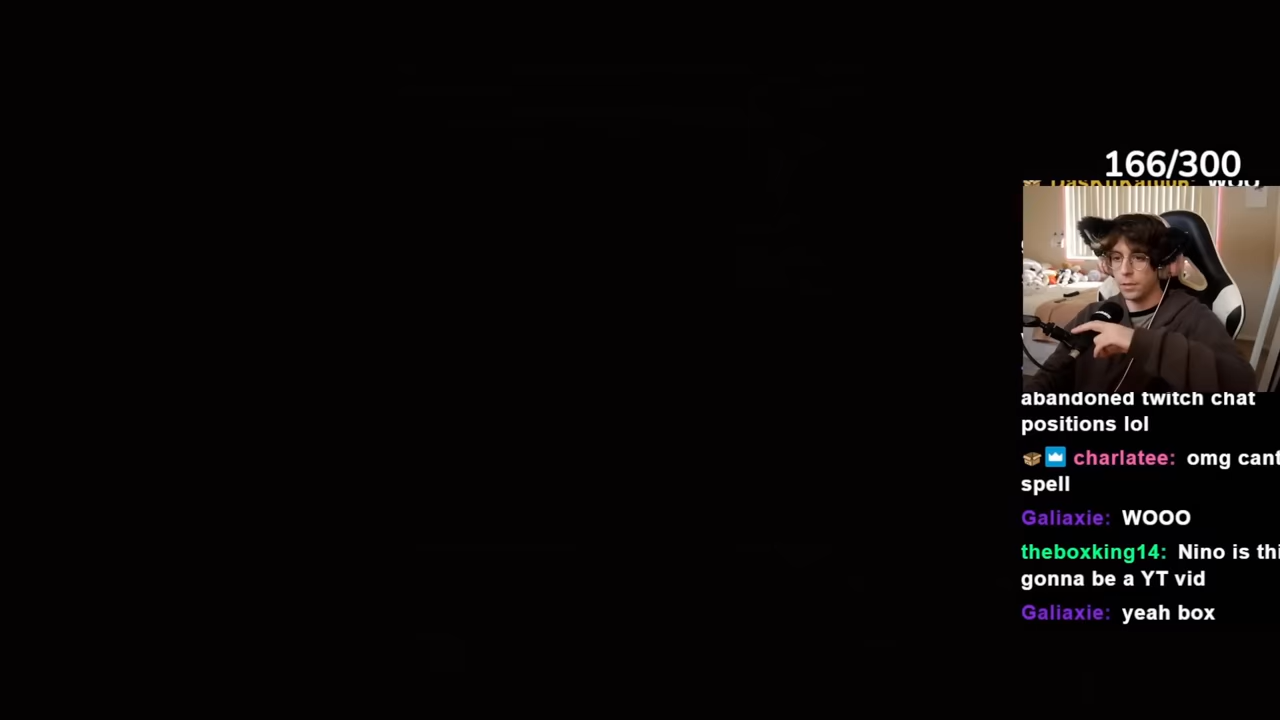 166/300
abandoned twitch chat
positions lol
charlatee: omg cant
spell
Galiaxie: WOOO
theboxking14: Nino is thi
gonna be a YT vid
Galiaxie: yeah box